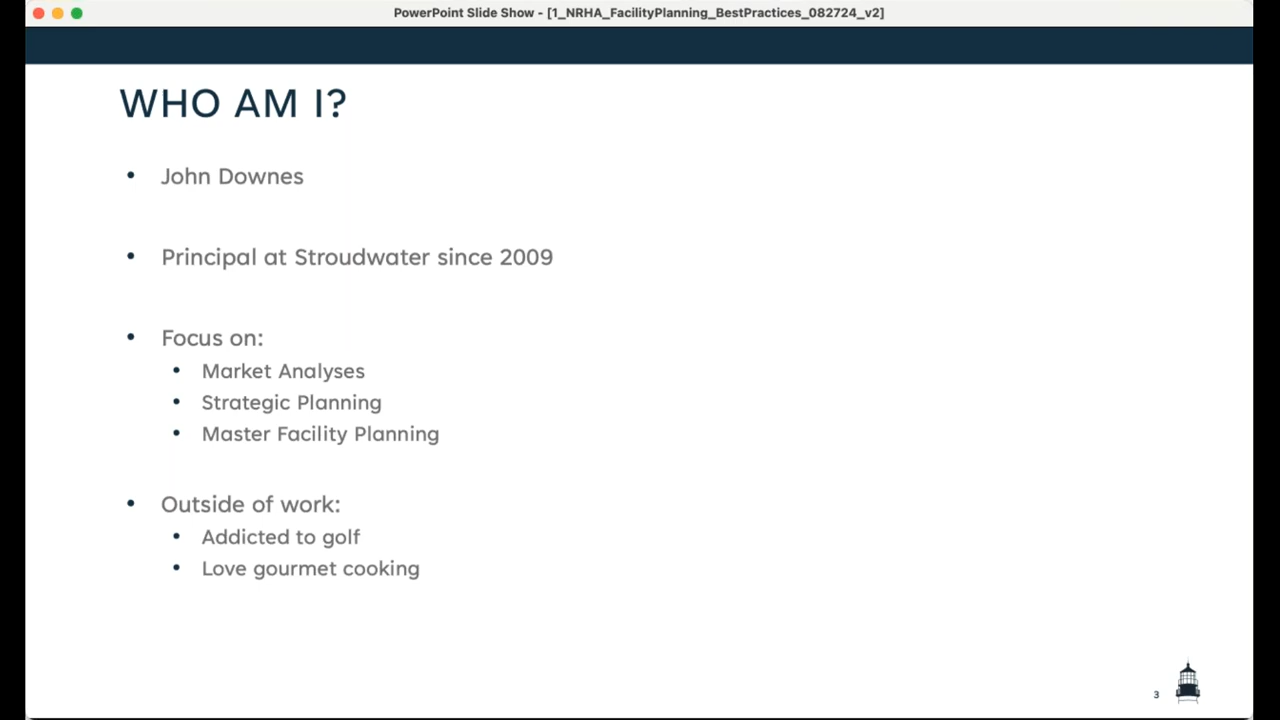 PowerPoint Slide Show - [1_NRHA_FacilityPlanning_BestPractices_082724_v2]
WHO AM I?
• John Downes
• Principal at Stroudwater since 2009
• Focus on:
• Market Analyses
• Strategic Planning
• Master Facility Planning
• Outside of work:
• Addicted to golf
• Love gourmet cooking
3